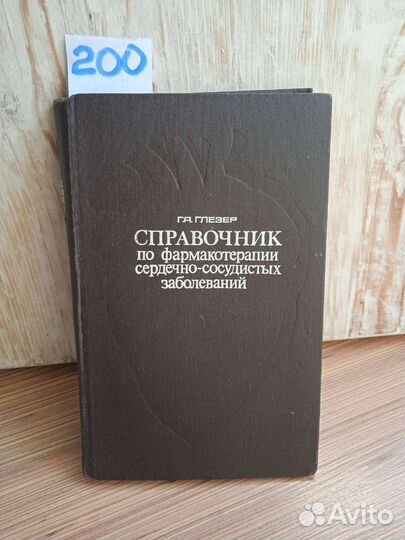 200
Г.А. ГЛЕЗЕР
СПРАВОЧНИК
по фармакотерапии
сердечно-сосудистых
заболеваний
Avito